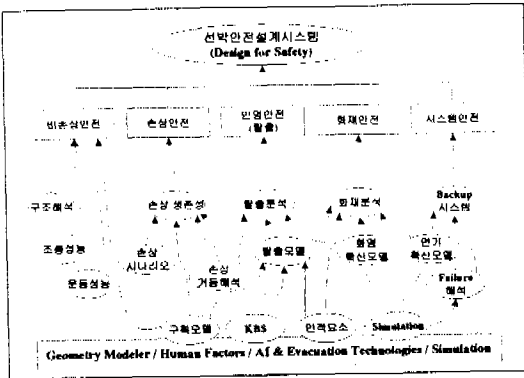 선박안전설계시스템
(Design for Safety)
비손상안전
손상안전
인명안전
(탈출)
화재안전
시스템안전
구조해석
손상 생존성
탈출분석
화재분석
Backup
시스템
조종성능
손상
시나리오
탈출모델
화염
확산모델
연기
확산모델
운동성능
손상
거동해석
Failure
해석
구획모델
KBS
인적요소
Simulation
Geometry Modeler / Human Factors / AI & Evacuation Technologies / Simulation